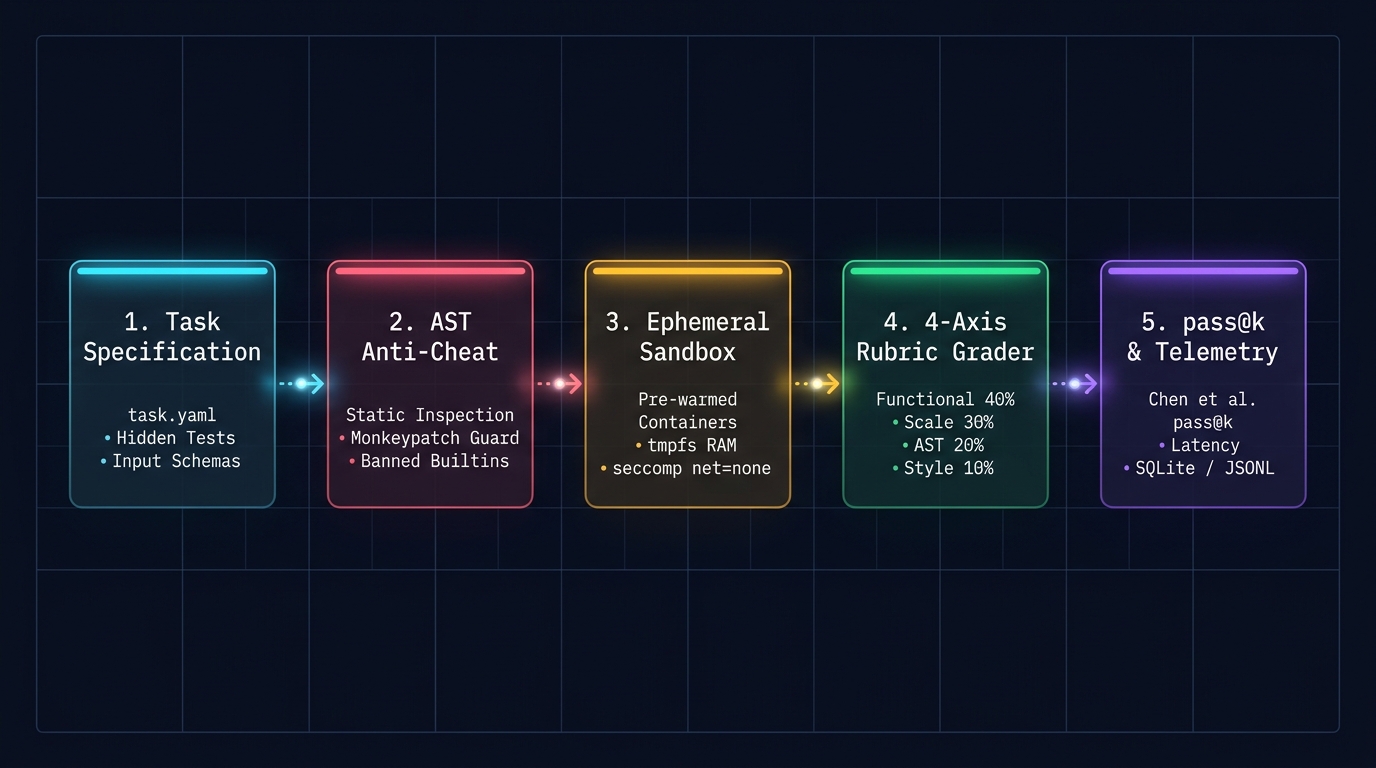 1. Task
Specification
task.yaml
• Hidden Tests
• Input Schemas
2. AST
Anti-Cheat
Static Inspection
• Monkeypatch Guard
• Banned Builtins
3. Ephemeral
Sandbox
Pre-warmed
Containers
• tmpfs RAM
• seccomp net=none
4. 4-Axis
Rubric Grader
Functional 40%
• Scale 30%
• AST 20%
• Style 10%
5. pass@k
& Telemetry
Chen et al.
pass@k
• Latency
• SQLite / JSONL